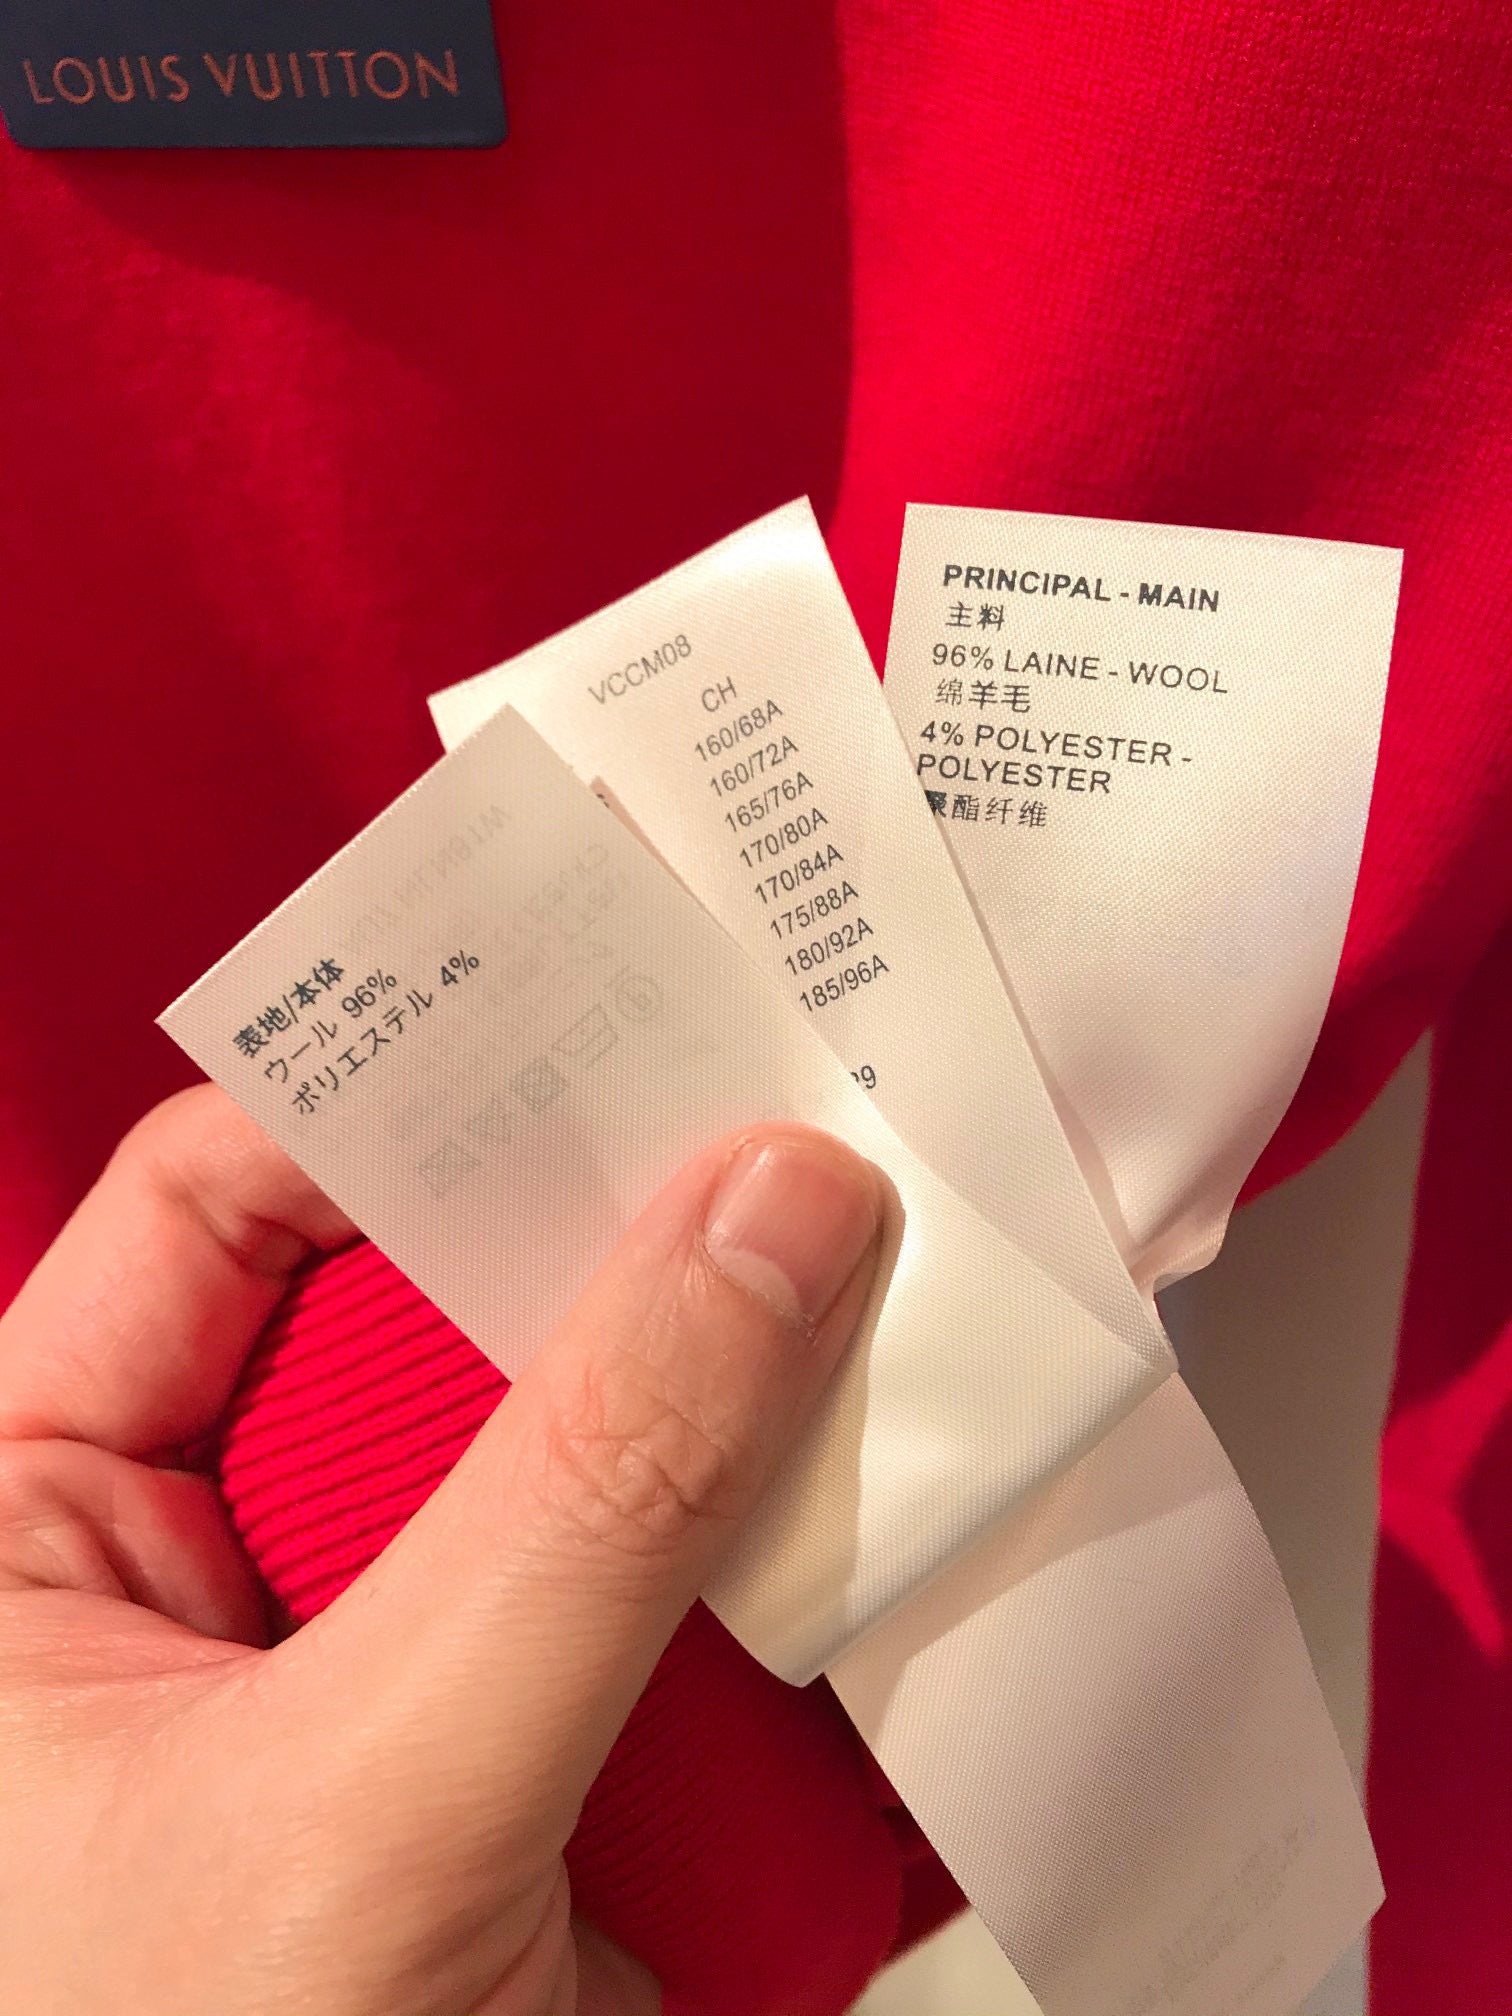 LOUIS VUITTON
PRINCIPAL - MAIN
主料
96% LAINE - WOOL
绵羊毛
4% POLYESTER -
POLYESTER
聚酯纤维
VCCM08
CH
160/68A
160/72A
165/76A
170/80A
170/84A
175/88A
180/92A
185/96A
表地/本体
ウール 96%
ポリエステル 4%